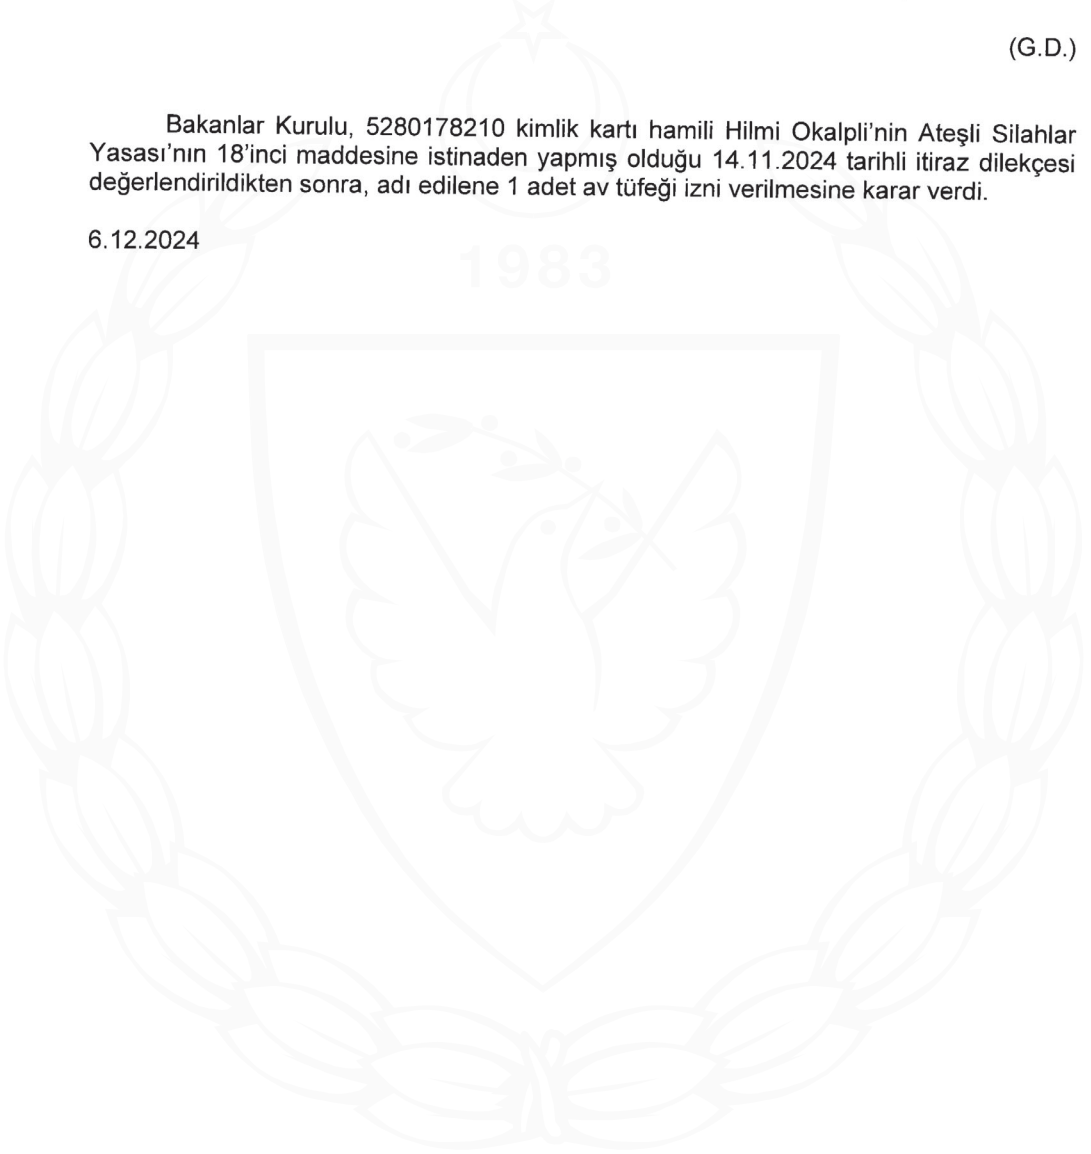 (G.D.)
Bakanlar Kurulu, 5280178210 kimlik kartı hamili Hilmi Okalpli’nin Ateşli Silahlar
Yasası’nın 18’inci maddesine istinaden yapmış olduğu 14.11.2024 tarihli itiraz dilekçesi
değerlendirildikten sonra, adı edilene 1 adet av tüfeği izni verilmesine karar verdi.
6.12.2024
1983